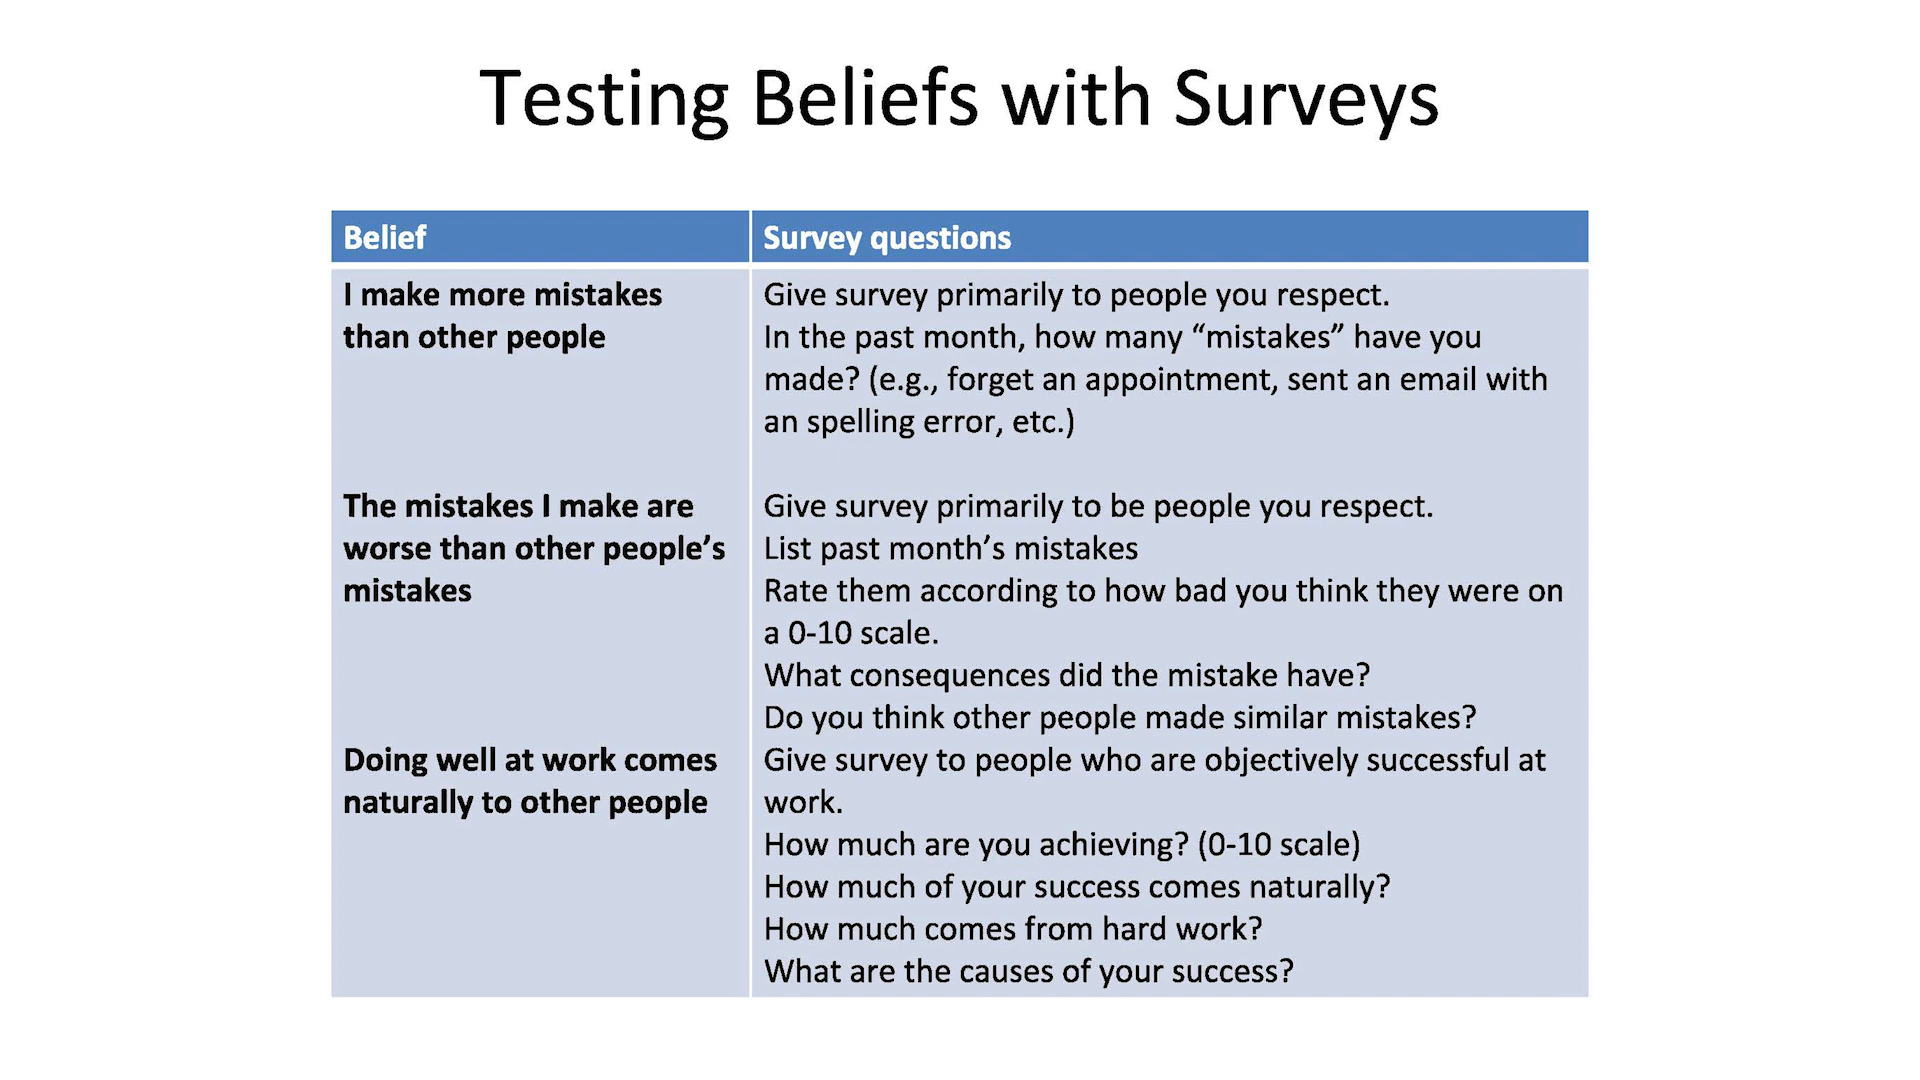 Testing Beliefs with Surveys
Belief
Survey questions
I make more mistakes
than other people
Give survey primarily to people you respect.
In the past month, how many “mistakes” have you
made? (e.g., forget an appointment, sent an email with
an spelling error, etc.)
The mistakes I make are
worse than other people’s
mistakes
Give survey primarily to be people you respect.
List past month’s mistakes
Rate them according to how bad you think they were on
a 0-10 scale.
What consequences did the mistake have?
Do you think other people made similar mistakes?
Doing well at work comes
naturally to other people
Give survey to people who are objectively successful at
work.
How much are you achieving? (0-10 scale)
How much of your success comes naturally?
How much comes from hard work?
What are the causes of your success?